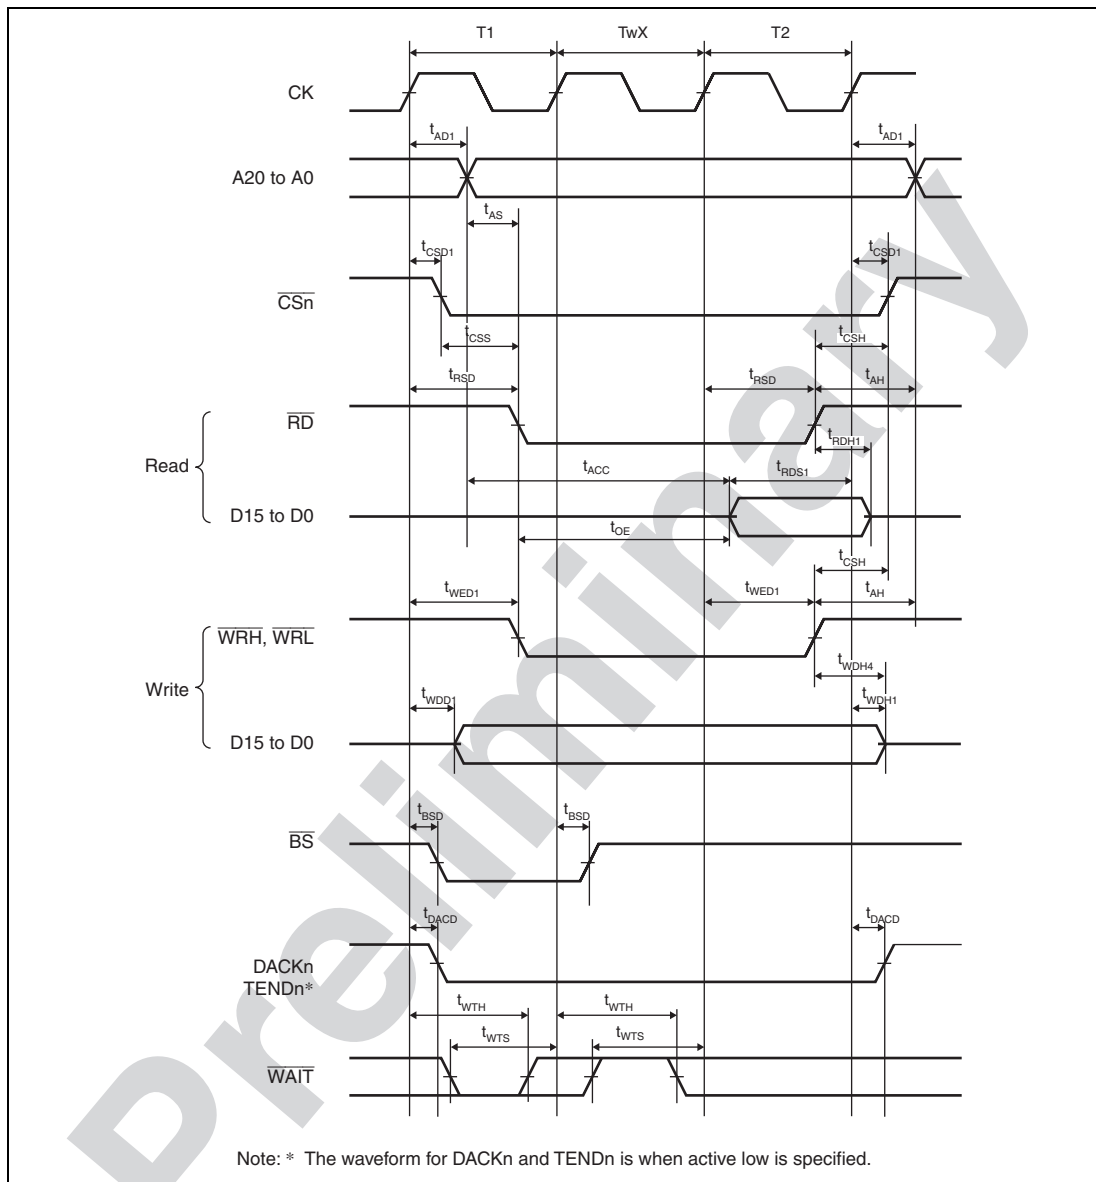 T1 TwX T2
CK
tAD1 tAD1
A20 to A0
tAS
tCSD1 tCSD1
CSn
tCSS tCSH
tRSD tRSD tAH
RD
tRDH1
Read
tACC tRDS1
D15 to D0
tOE
tCSH
tWED1 tWED1 tAH
WRH, WRL
tWDH4
Write
tWDD1 tWDH1
D15 to D0
tBSD tBSD
BS
tDACD tDACD
DACKn
TENDn*
tWTH tWTH
tWTS tWTS
WAIT
Note: * The waveform for DACKn and TENDn is when active low is specified.
Preliminary